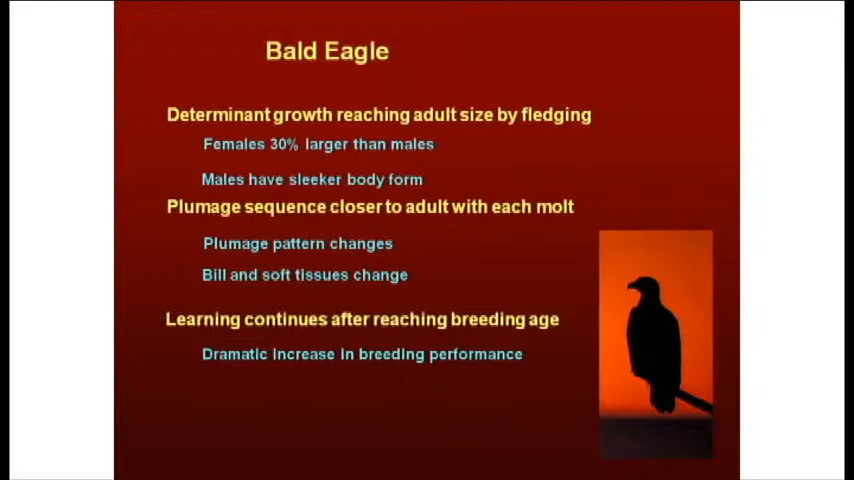 Bald Eagle
Determinant growth reaching adult size by fledging
Females 30% larger than males
Males have sleeker body form
Plumage sequence closer to adult with each molt
Plumage pattern changes
Bill and soft tissues change
Learning continues after reaching breeding age
Dramatic increase in breeding performance